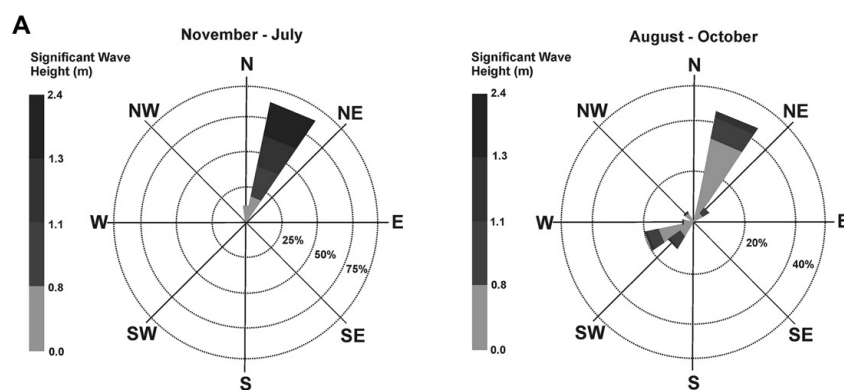 A
November - July
Significant Wave
Height (m)
2.4
1.3
1.1
0.8
0.0
N
NE
E
SE
S
SW
W
NW
25%
50%
75%
August - October
Significant Wave
Height (m)
2.4
1.3
1.1
0.8
0.0
N
NE
E
SE
S
SW
W
NW
20%
40%